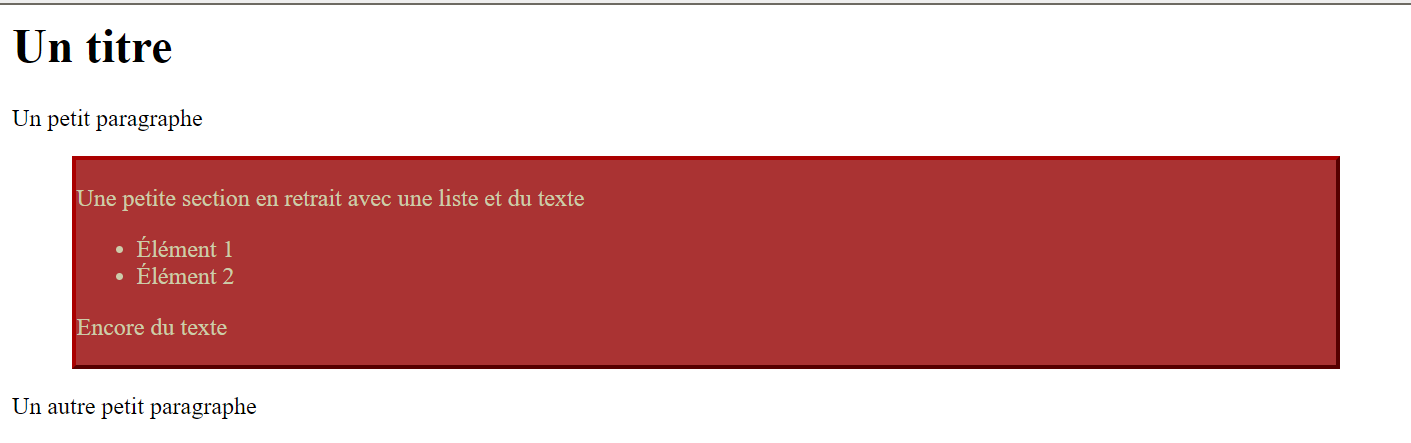 Un titre
Un petit paragraphe
Une petite section en retrait avec une liste et du texte
• Élément 1
• Élément 2
Encore du texte
Un autre petit paragraphe